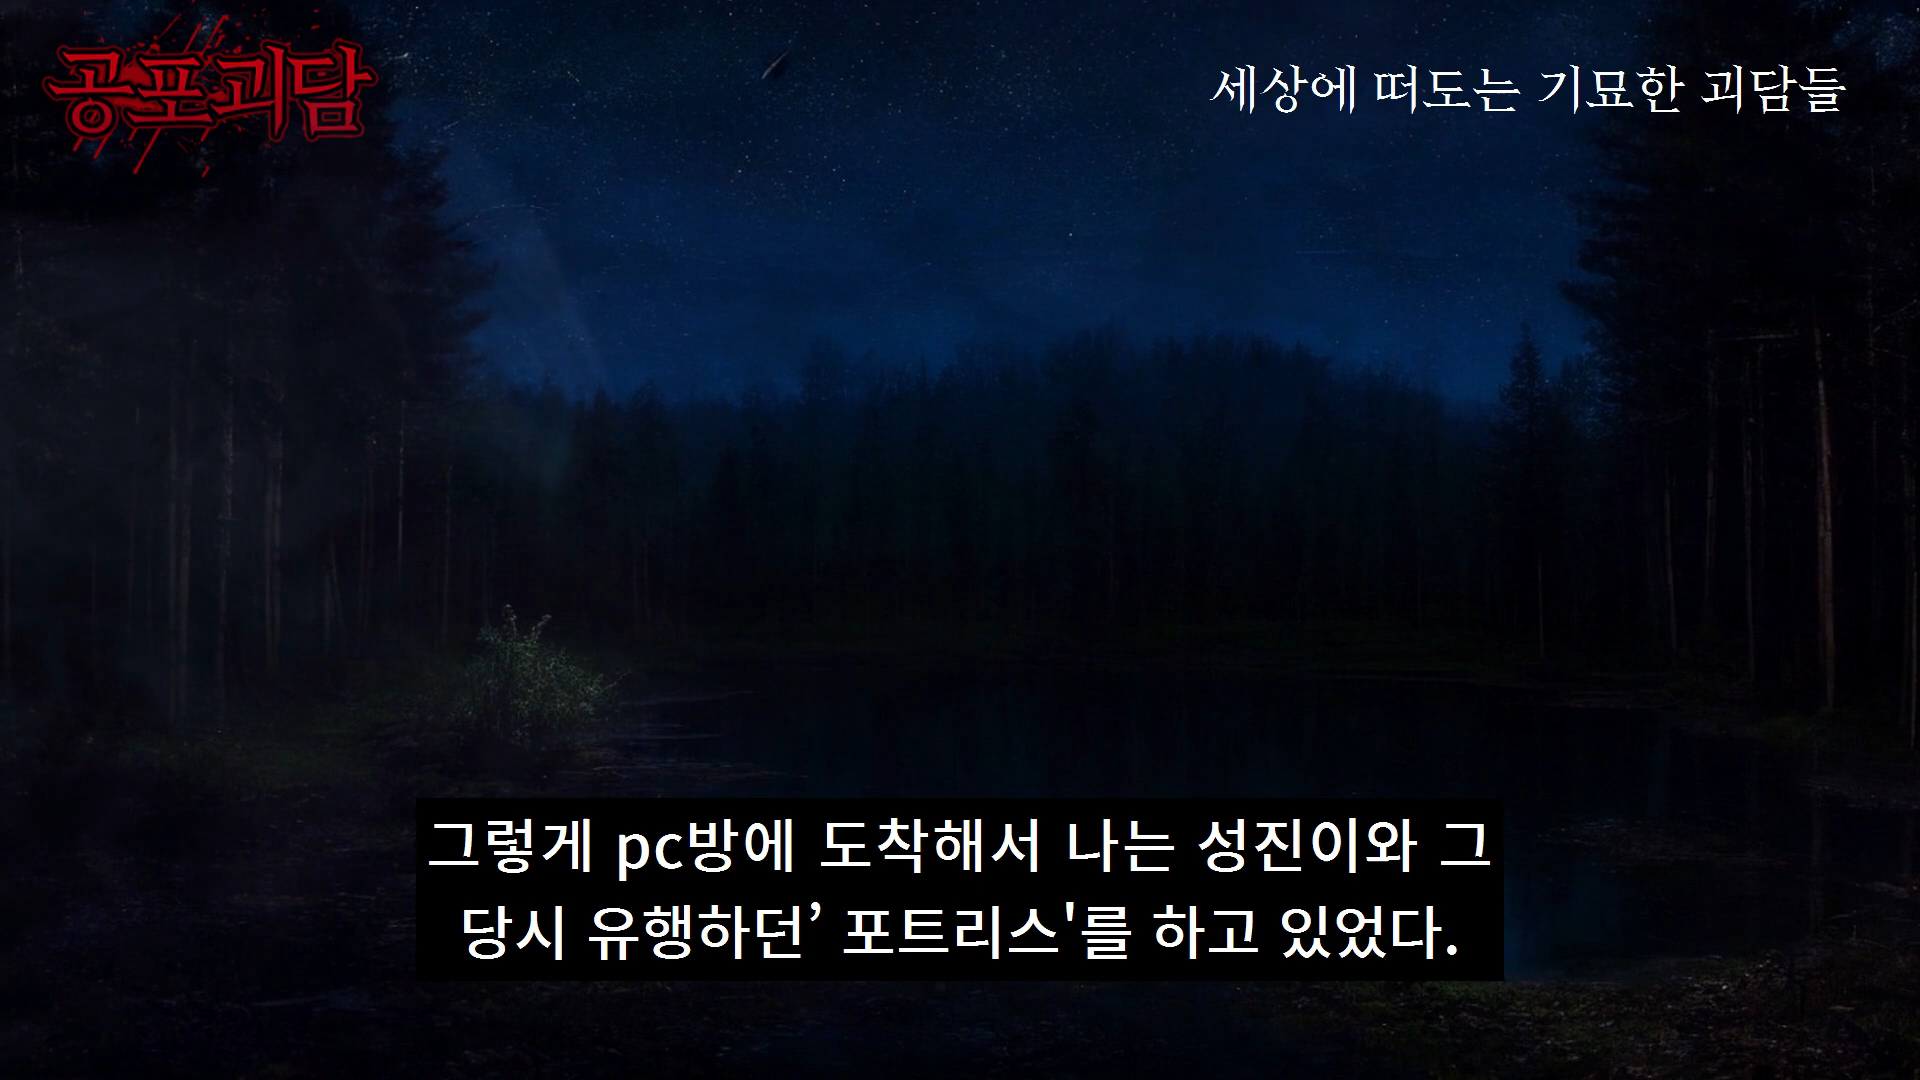 공포괴담
세상에 떠도는 기묘한 괴담들
그렇게 pc방에 도착해서 나는 성진이와 그
당시 유행하던’ 포트리스'를 하고 있었다.